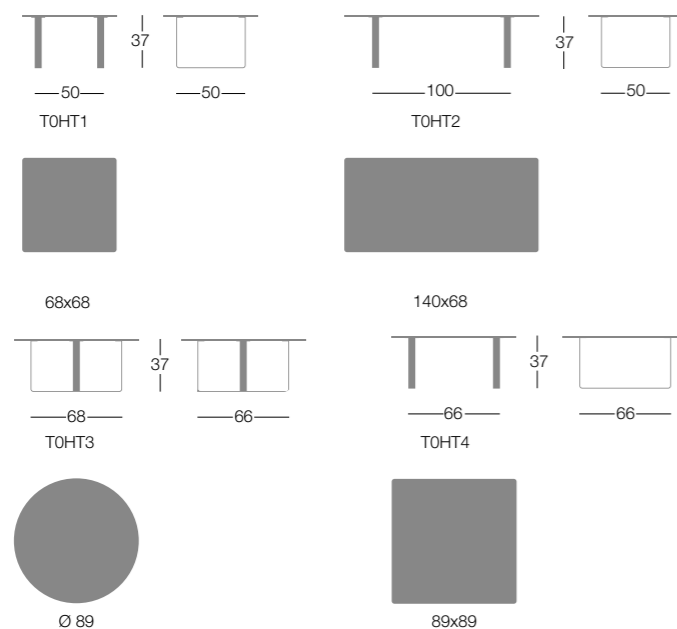 37 37
50 50 100 50
T0HT1 T0HT2
68x68 140x68
37 37
68 66 66 66
T0HT3 T0HT4
Ø 89 89x89